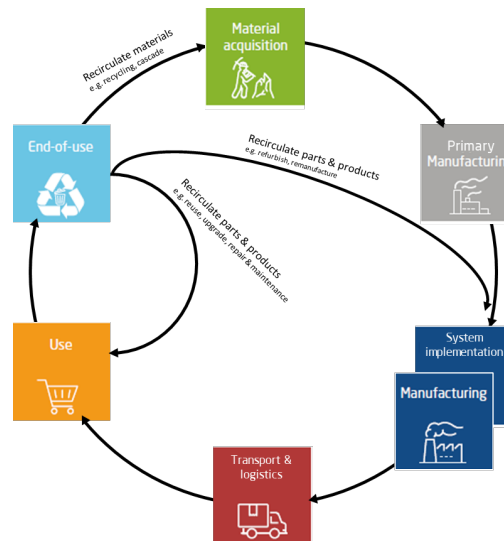 Material
acquisition
Recirculate materials
e.g. recycling, cascade
End-of-use
Recirculate parts & products
e.g. refurbish, remanufacture
Primary
Manufacturin
Recirculate parts & products
e.g. reuse, upgrade, repair & maintenance
Use
System
implementation
Manufacturing
Transport &
logistics